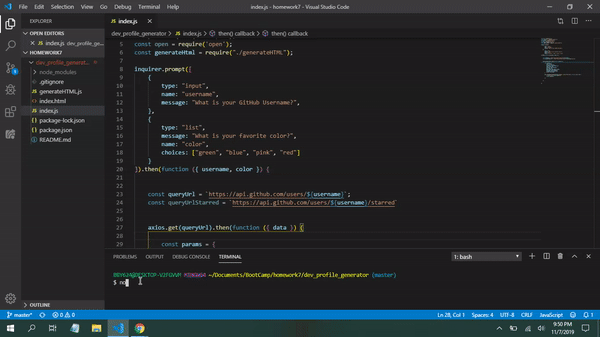 File Edit Selection View Go Debug Terminal Help
index.js - homework7 - Visual Studio Code
EXPLORER
OPEN EDITORS
index.js dev_profile_gene...
HOMEWORK7
dev_profile_generat...
node_modules
.gitignore
generateHTML.js
index.html
index.js
package-lock.json
package.json
README.md
OUTLINE
index.js
dev_profile_generator > index.js > then() callback > then() callback
5 const open = require('open');
6 const generateHTML = require("./generateHTML");
7
8 inquirer.prompt([
9 {
10 type: "input",
11 name: "username",
12 message: "What is your GitHub Username?",
13 },
14 {
15 type: "list",
16 message: "What is your favorite color?",
17 name: "color",
18 choices: ["green", "blue", "pink", "red"]
19 }
20 ]).then(function ({ username, color }) {
21
22
23 const queryUrl = `https://api.github.com/users/${username}`;
24 const queryUrlStarred = `https://api.github.com/users/${username}/starred`
25
26
27 axios.get(queryUrl).then(function ({ data }) {
28
29 const params = {
PROBLEMS OUTPUT DEBUG CONSOLE TERMINAL
1: bash
~/Documents/BootCamp/homework7/dev_profile_generator (master)
$ no
master* 0 0
Ln 28, Col 1 Spaces: 4 UTF-8 CRLF JavaScript
9:50 PM
11/7/2019